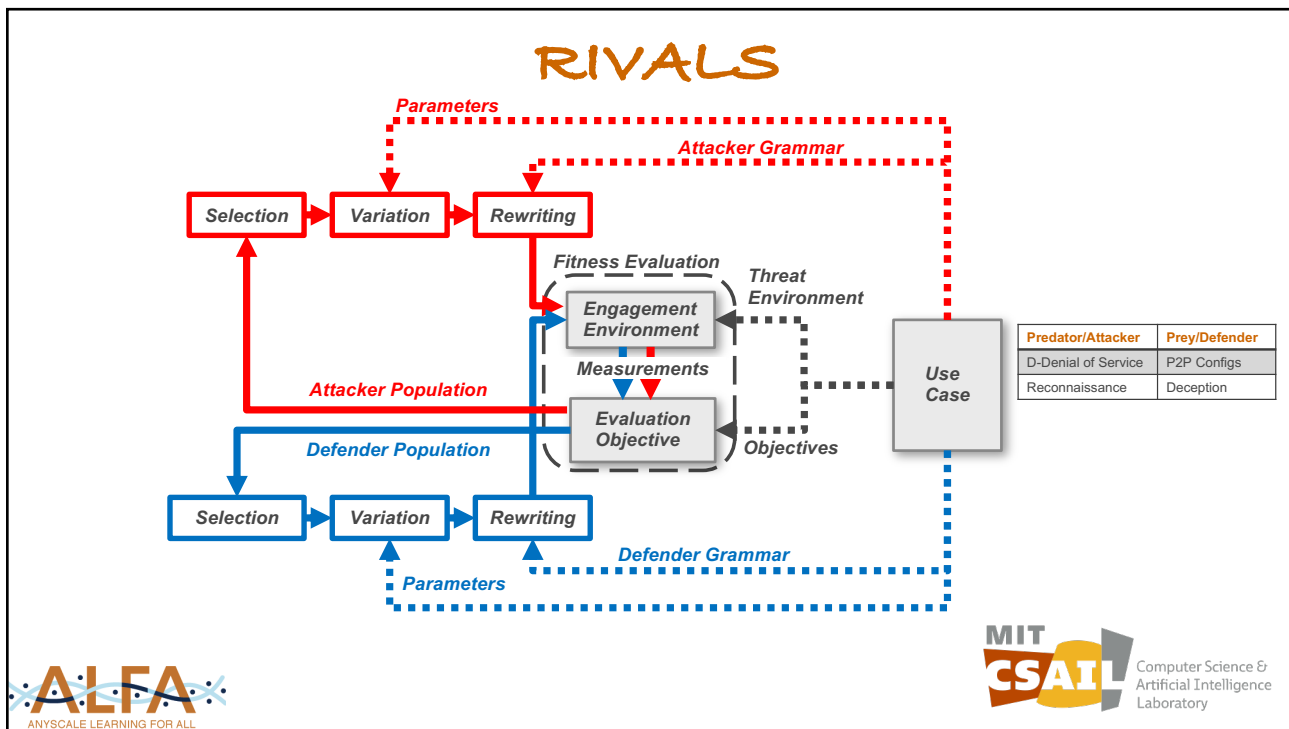 RIVALS
Parameters
Attacker Grammar
Selection
Variation
Rewriting
Fitness Evaluation
Threat
Environment
Engagement
Environment
Measurements
Attacker Population
Evaluation
Objective
Defender Population
Objectives
Use
Case
Predator/Attacker Prey/Defender
D-Denial of Service P2P Configs
Reconnaissance Deception
Selection
Variation
Rewriting
Defender Grammar
Parameters
ALFA
ANYSCALE LEARNING FOR ALL
MIT
CSAIL
Computer Science &
Artificial Intelligence
Laboratory